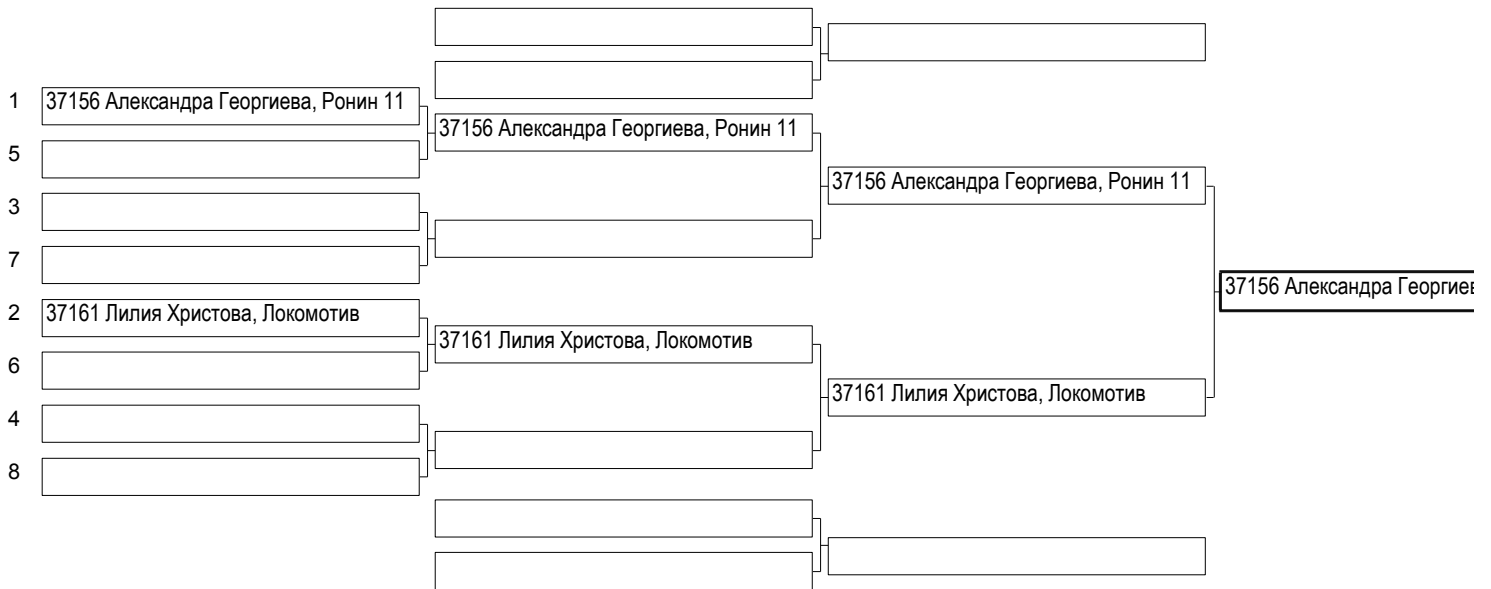 1 37156 Александра Георгиева, Ронин 11
37156 Александра Георгиева, Ронин 11
5
37156 Александра Георгиева, Ронин 11
3
7
37156 Александра
2 37161 Лилия Христова, Локомотив
37161 Лилия Христова, Локомотив
6
37161 Лилия Христова, Локомотив
4
8